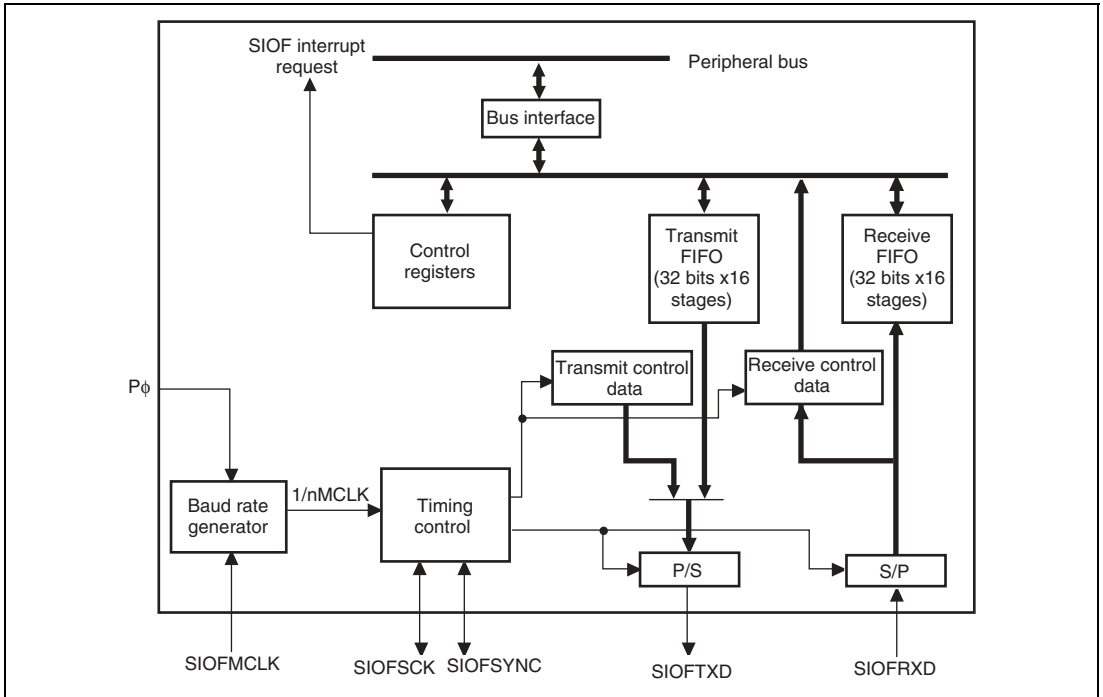 SIOF interrupt
request
Peripheral bus
Bus interface
Control
registers
Transmit
FIFO
(32 bits x16
stages)
Receive
FIFO
(32 bits x16
stages)
Transmit control
data
Receive control
data
Pϕ
Baud rate
generator
1/nMCLK
Timing
control
P/S
S/P
SIOFMCLK
SIOFSCK
SIOFSYNC
SIOFTXD
SIOFRXD